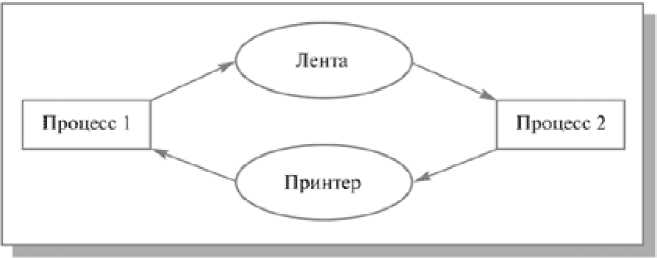 Лента
Процесс 1
Процесс 2
Принтер